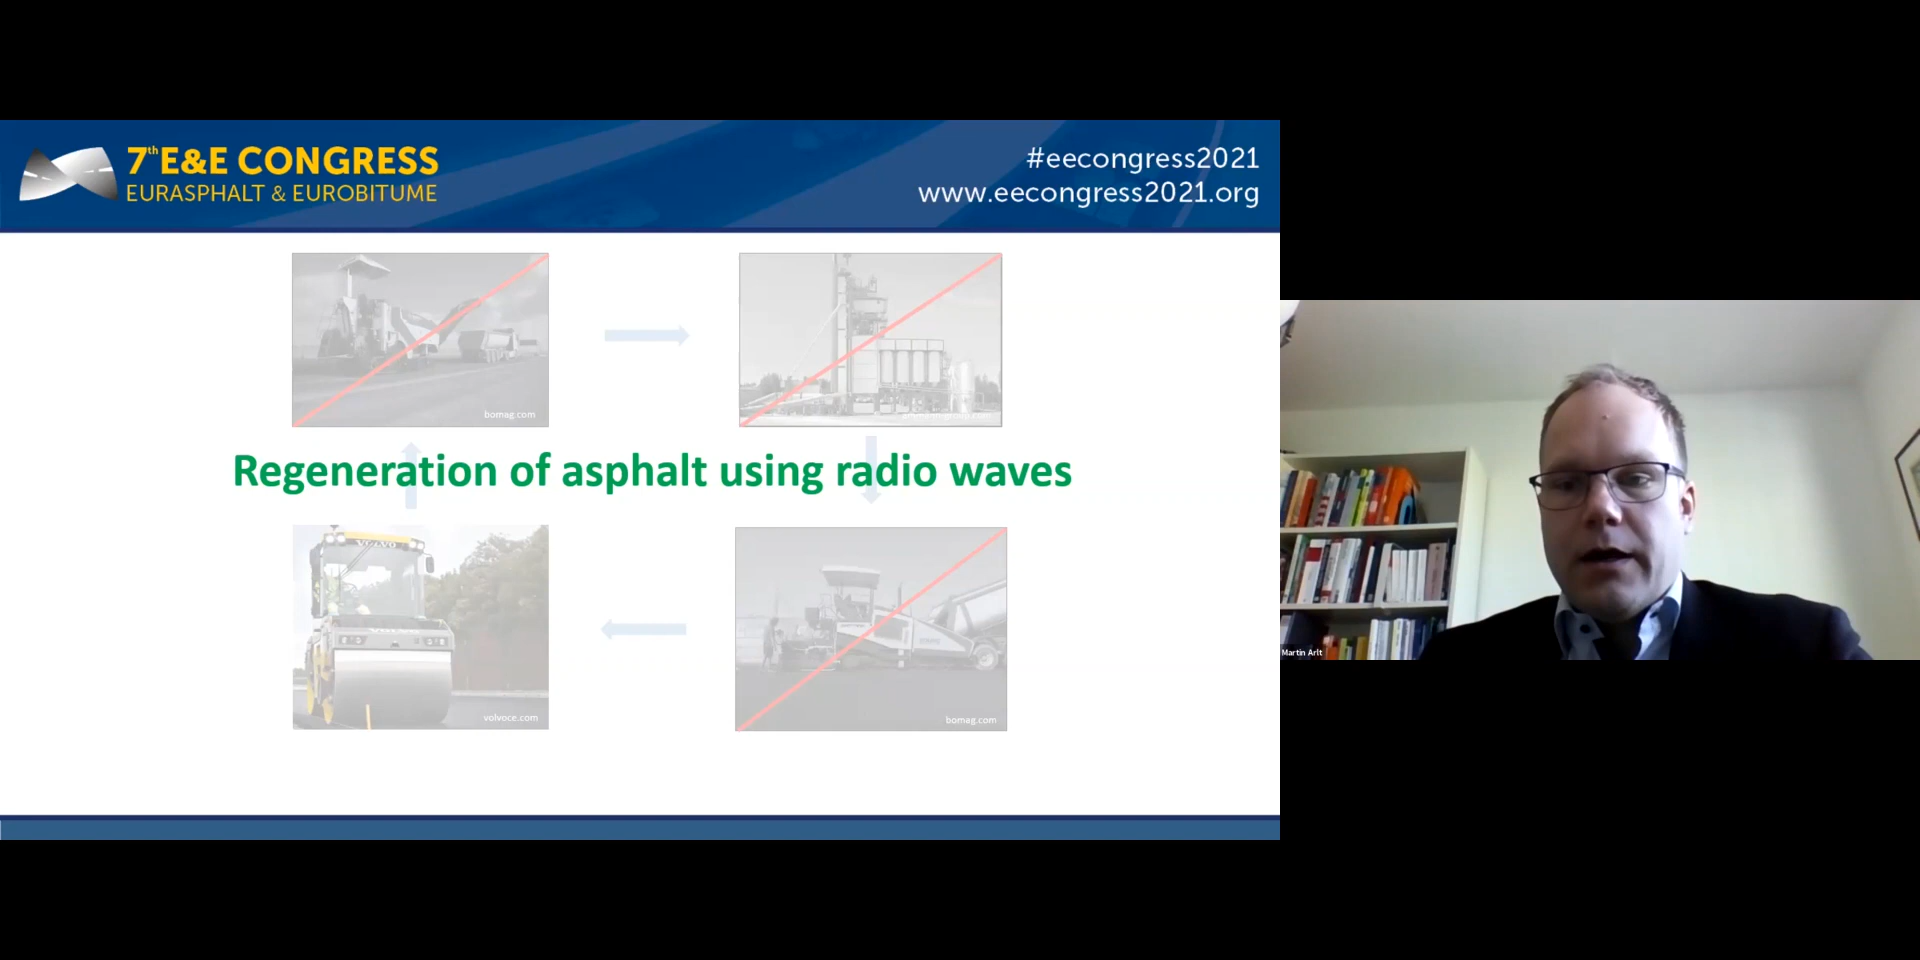 7th E&E CONGRESS
EURASPHALT & EUROBITUME
#eecongress2021
www.eecongress2021.org
bomag.com
Regeneration of asphalt using radio waves
VOLVO
volvoce.com
bomag.com
Martin Arlt